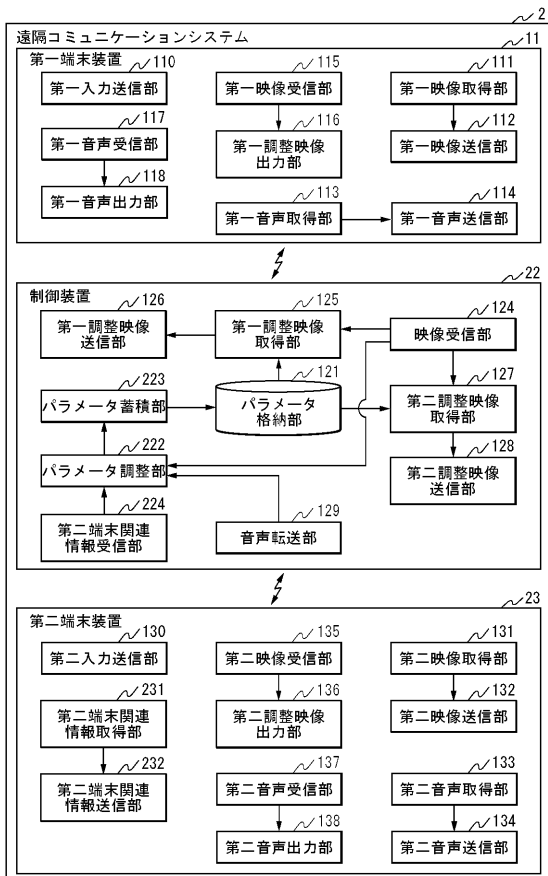 2
遠隔コミュニケーションシステム
11
第一端末装置
110
第一入力送信部
115
第一映像受信部
111
第一映像取得部
117
第一音声受信部
116
第一調整映像
出力部
112
第一映像送信部
118
第一音声出力部
113
第一音声取得部
114
第一音声送信部
22
制御装置
126
第一調整映像
送信部
125
第一調整映像
取得部
124
映像受信部
223
パラメータ蓄積部
121
パラメータ
格納部
127
第二調整映像
取得部
222
パラメータ調整部
128
第二調整映像
送信部
224
第二端末関連
情報受信部
129
音声転送部
23
第二端末装置
130
第二入力送信部
135
第二映像受信部
131
第二映像取得部
231
第二端末関連
情報取得部
136
第二調整映像
出力部
132
第二映像送信部
232
第二端末関連
情報送信部
137
第二音声受信部
133
第二音声取得部
138
第二音声出力部
134
第二音声送信部